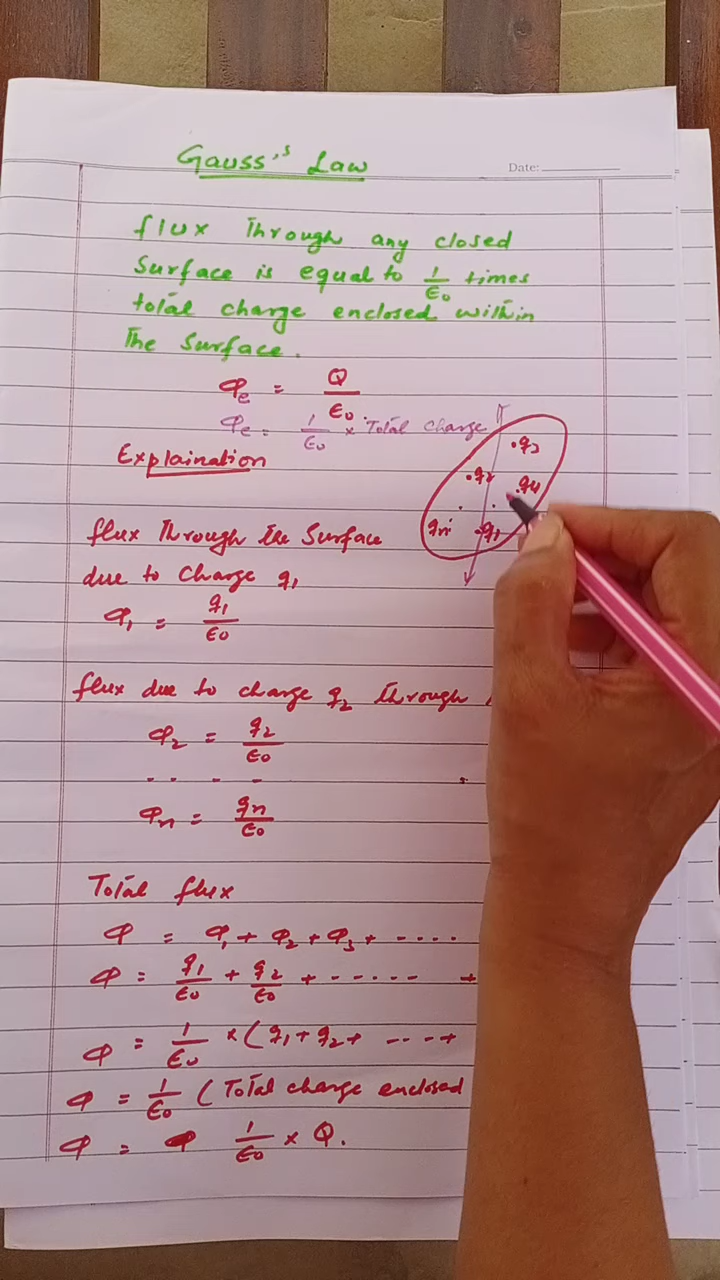 Gauss's Law
Date:
flux Through any closed
Surface is equal to 1/ϵ0 times
total charge enclosed within
The Surface.
φe = Q/ϵ0.
φe = 1/ϵ0 × Total Charge
Explaination
q3
q2
q4
qn
q1
flux Through the Surface
due to Charge q1
φ1 = q1/ϵ0
flux due to charge q2 through
φ2 = q2/ϵ0
- - - -
φn = qn/ϵ0
Total flux
φ = φ1 + φ2 + φ3 + ....
φ = q1/ϵ0 + q2/ϵ0 + ------ +
φ = 1/ϵ0 × (q1 + q2 + ---- +
φ = 1/ϵ0 (Total charge enclosed
φ = 1/ϵ0 × Q.